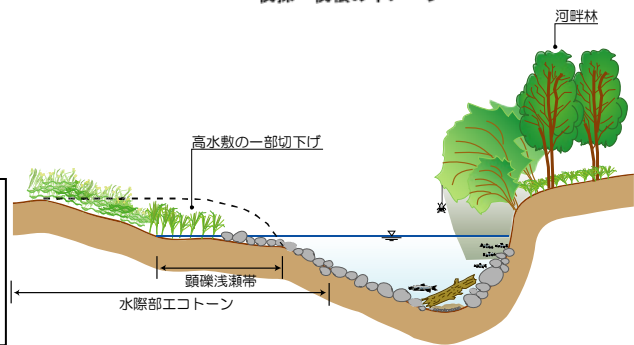 河畔林
高水敷の一部切下げ
顕礫浅瀬帯
水際部エコトーン